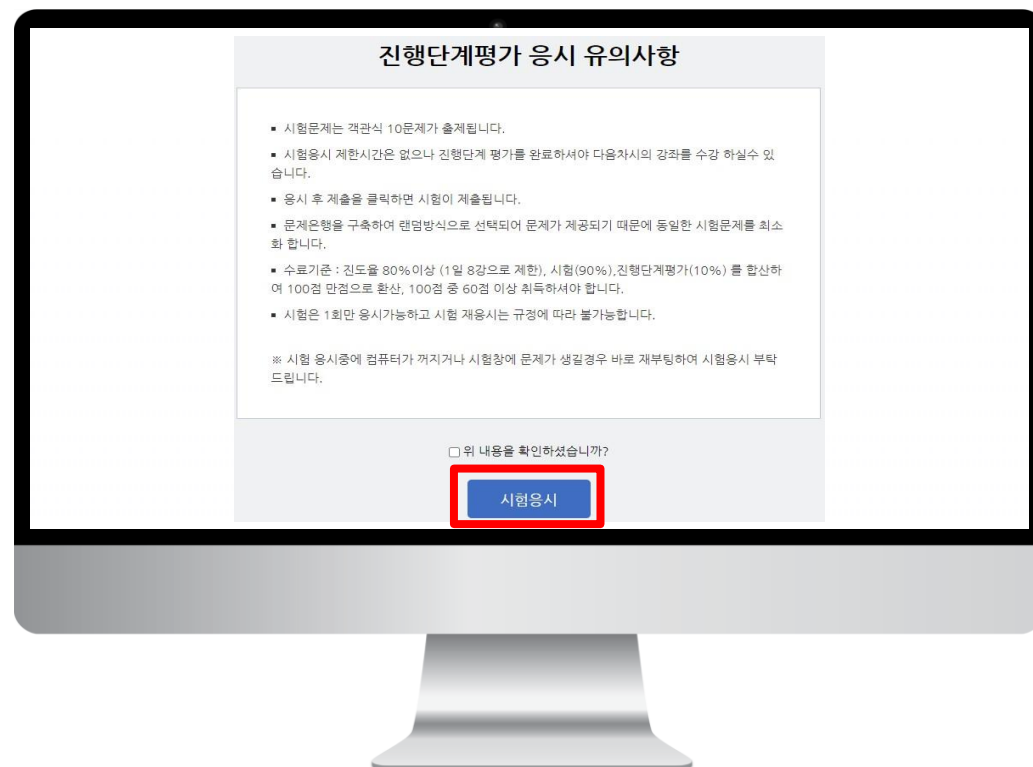 진행단계평가 응시 유의사항
▪ 시험문제는 객관식 10문제가 출제됩니다.
▪ 시험응시 제한시간은 없으나 진행단계 평가를 완료하셔야 다음차시의 강좌를 수강 하실수 있
습니다.
▪ 응시 후 제출을 클릭하면 시험이 제출됩니다.
▪ 문제은행을 구축하여 랜덤방식으로 선택되어 문제가 제공되기 때문에 동일한 시험문제를 최소
화 합니다.
▪ 수료기준 : 진도율 80%이상 (1일 8강으로 제한), 시험(90%),진행단계평가(10%) 를 합산하
여 100점 만점으로 환산, 100점 중 60점 이상 취득하셔야 합니다.
▪ 시험은 1회만 응시가능하고 시험 재응시는 규정에 따라 불가능합니다.
※ 시험 응시중에 컴퓨터가 꺼지거나 시험창에 문제가 생길경우 바로 재부팅하여 시험응시 부탁
드립니다.
위 내용을 확인하셨습니까?
시험응시